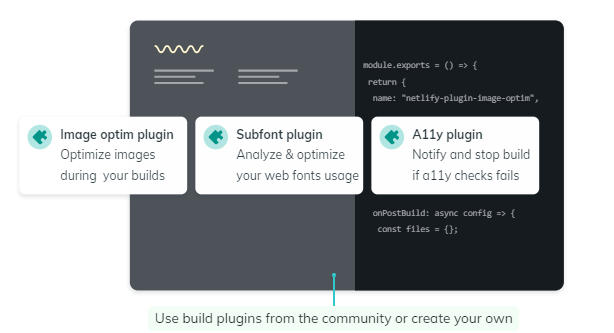 module.exports = () => {
return {
name: "netlify-plugin-image-optim",
Image optim plugin
Optimize images
during your builds
Subfont plugin
Analyze & optimize
your web fonts usage
A11y plugin
Notify and stop build
if a11y checks fails
onPostBuild: async config => {
const files = {};
Use build plugins from the community or create your own